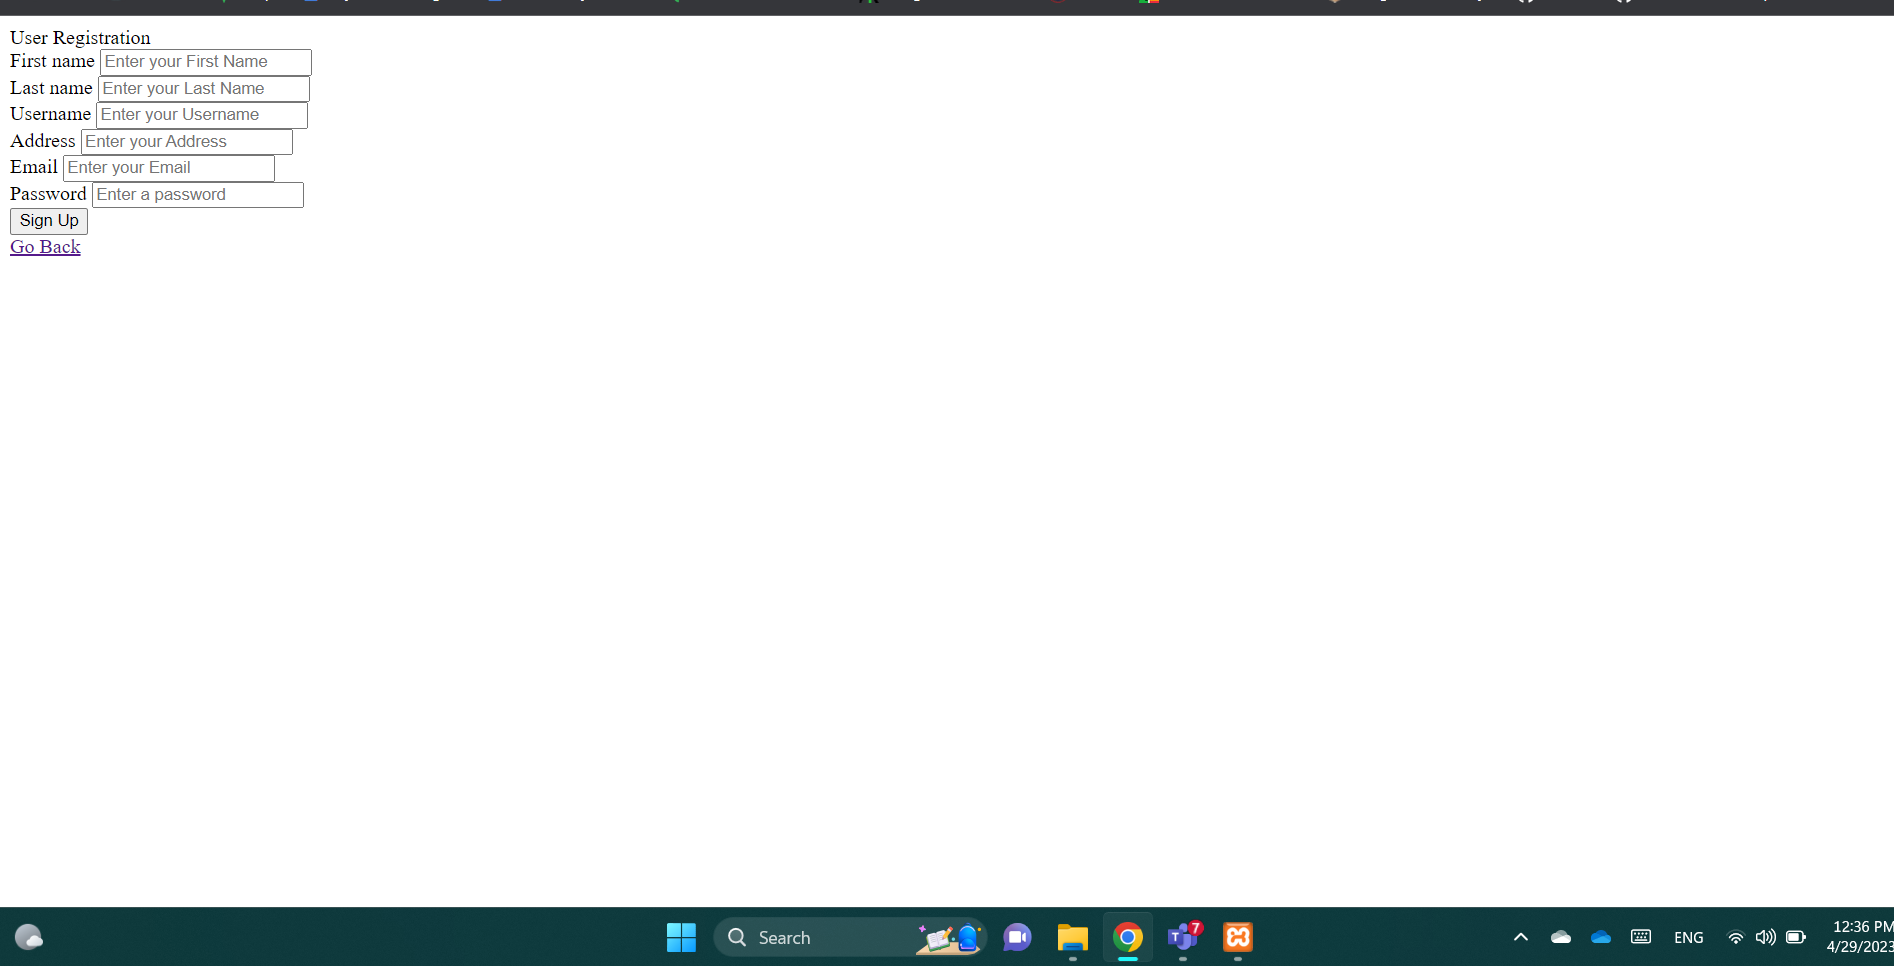 User Registration
First name Enter your First Name
Last name Enter your Last Name
Username Enter your Username
Address Enter your Address
Email Enter your Email
Password Enter a password
Sign Up
Go Back
Search
7
ENG
12:36 PM
4/29/2023